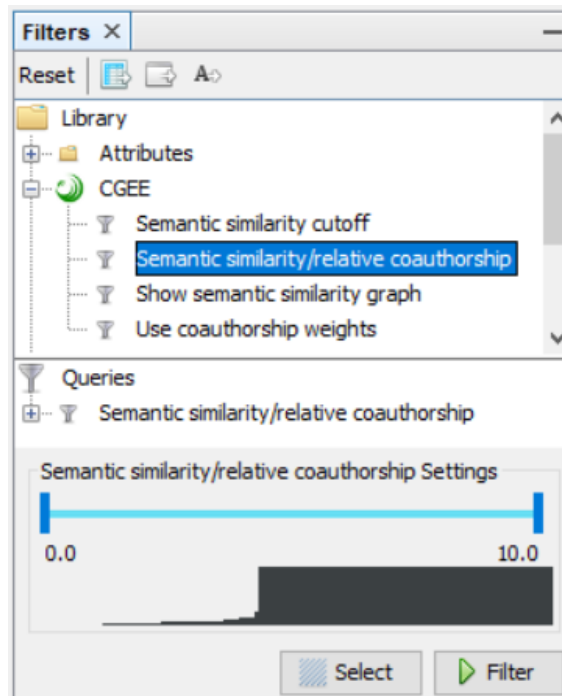 Filters ×
Reset A
Library
Attributes
CGEE
Semantic similarity cutoff
Semantic similarity/relative coauthorship
Show semantic similarity graph
Use coauthorship weights
Queries
Semantic similarity/relative coauthorship
Semantic similarity/relative coauthorship Settings
0.0 10.0
Select Filter